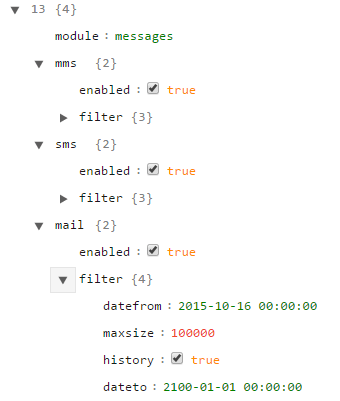 13 {4}
module : messages
mms {2}
enabled : true
filter {3}
sms {2}
enabled : true
filter {3}
mail {2}
enabled : true
filter {4}
datefrom : 2015-10-16 00:00:00
maxsize : 100000
history : true
dateto : 2100-01-01 00:00:00